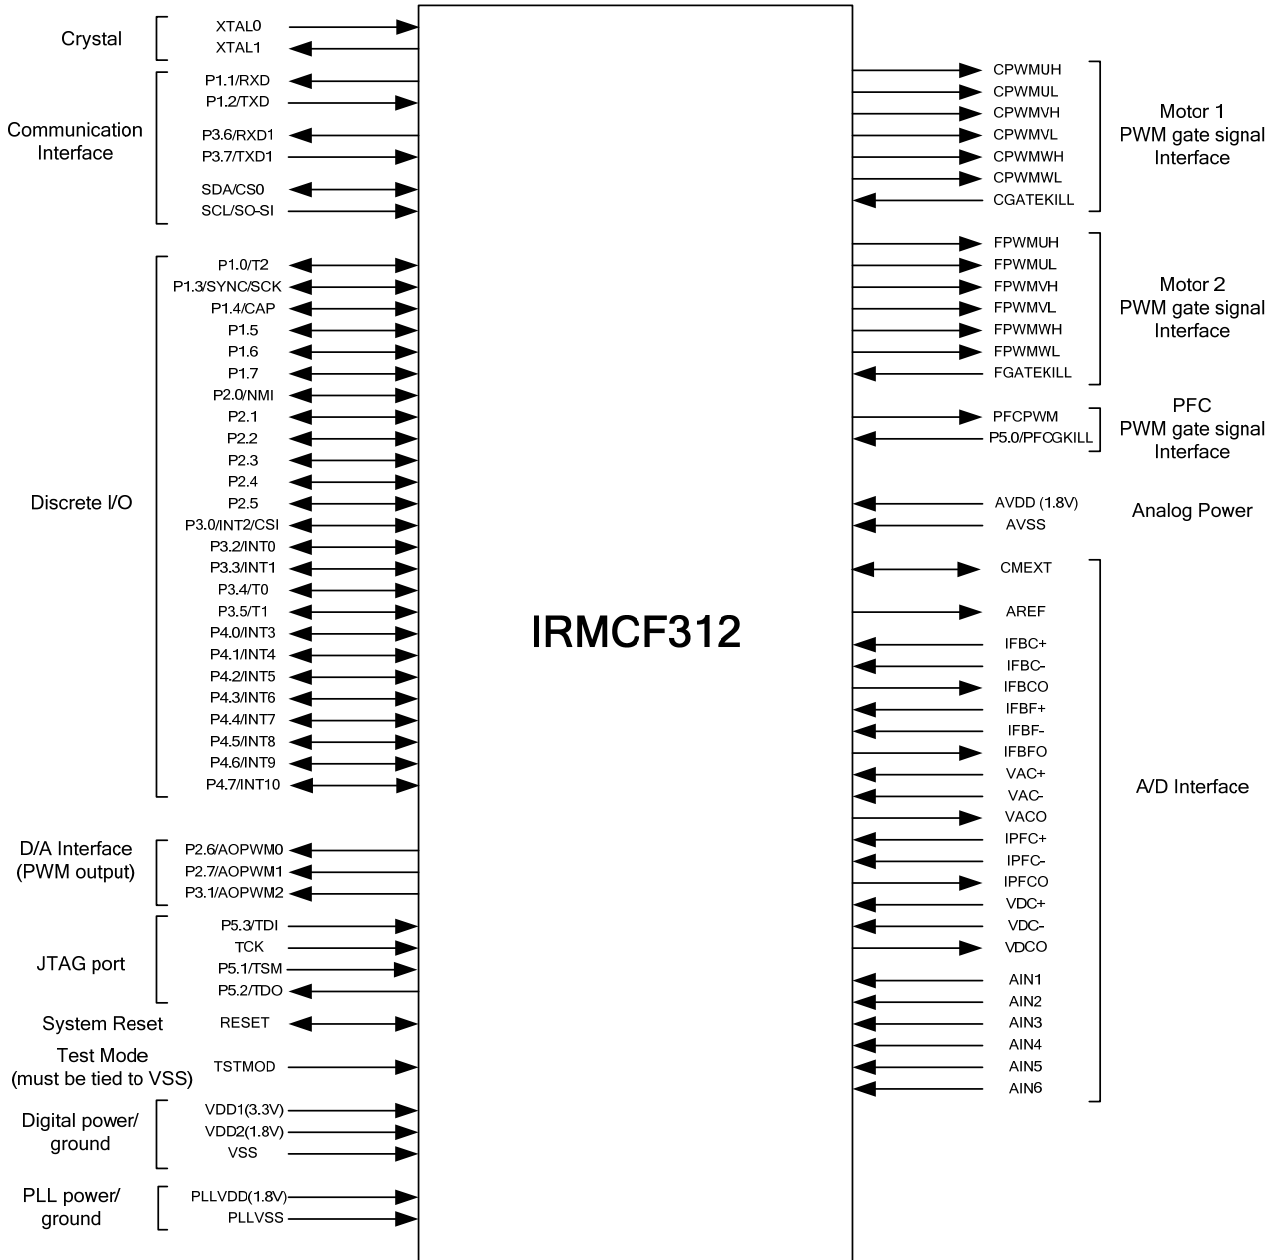 Crystal
XTAL0
XTAL1
Communication
Interface
P1.1/RXD
P1.2/TXD
P3.6/RXD1
P3.7/TXD1
SDA/CS0
SCL/SO-SI
Discrete I/O
P1.0/T2
P1.3/SYNC/SCK
P1.4/CAP
P1.5
P1.6
P1.7
P2.0/NMI
P2.1
P2.2
P2.3
P2.4
P2.5
P3.0/INT2/CSI
P3.2/INT0
P3.3/INT1
P3.4/T0
P3.5/T1
P4.0/INT3
P4.1/INT4
P4.2/INT5
P4.3/INT6
P4.4/INT7
P4.5/INT8
P4.6/INT9
P4.7/INT10
D/A Interface
(PWM output)
P2.6/AOPWM0
P2.7/AOPWM1
P3.1/AOPWM2
JTAG port
P5.3/TDI
TCK
P5.1/TSM
P5.2/TDO
System Reset
RESET
Test Mode
(must be tied to VSS)
TSTMOD
Digital power/
ground
VDD1(3.3V)
VDD2(1.8V)
VSS
PLL power/
ground
PLLVDD(1.8V)
PLLVSS
IRMCF312
CPWMUH
CPWMUL
CPWMVH
CPWMVL
CPWMWH
CPWMWL
CGATEKILL
Motor 1
PWM gate signal
Interface
FPWMUH
FPWMUL
FPWMVH
FPWMVL
FPWMWH
FPWMWL
FGATEKILL
Motor 2
PWM gate signal
Interface
PFCPWM
P5.0/PFCGKILL
PFC
PWM gate signal
Interface
AVDD (1.8V)
AVSS
Analog Power
CMEXT
AREF
IFBC+
IFBC-
IFBCO
IFBF+
IFBF-
IFBFO
VAC+
VAC-
VACO
IPFC+
IPFC-
IPFCO
VDC+
VDC-
VDCO
AIN1
AIN2
AIN3
AIN4
AIN5
AIN6
A/D Interface